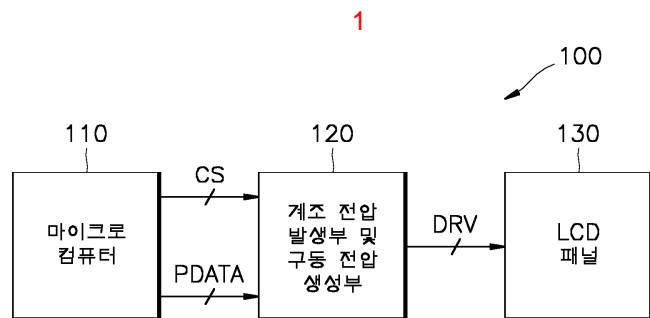 1
100
110
120
130
CS
마이크로
컴퓨터
PDATA
계조 전압
발생부 및
구동 전압
생성부
DRV
LCD
패널